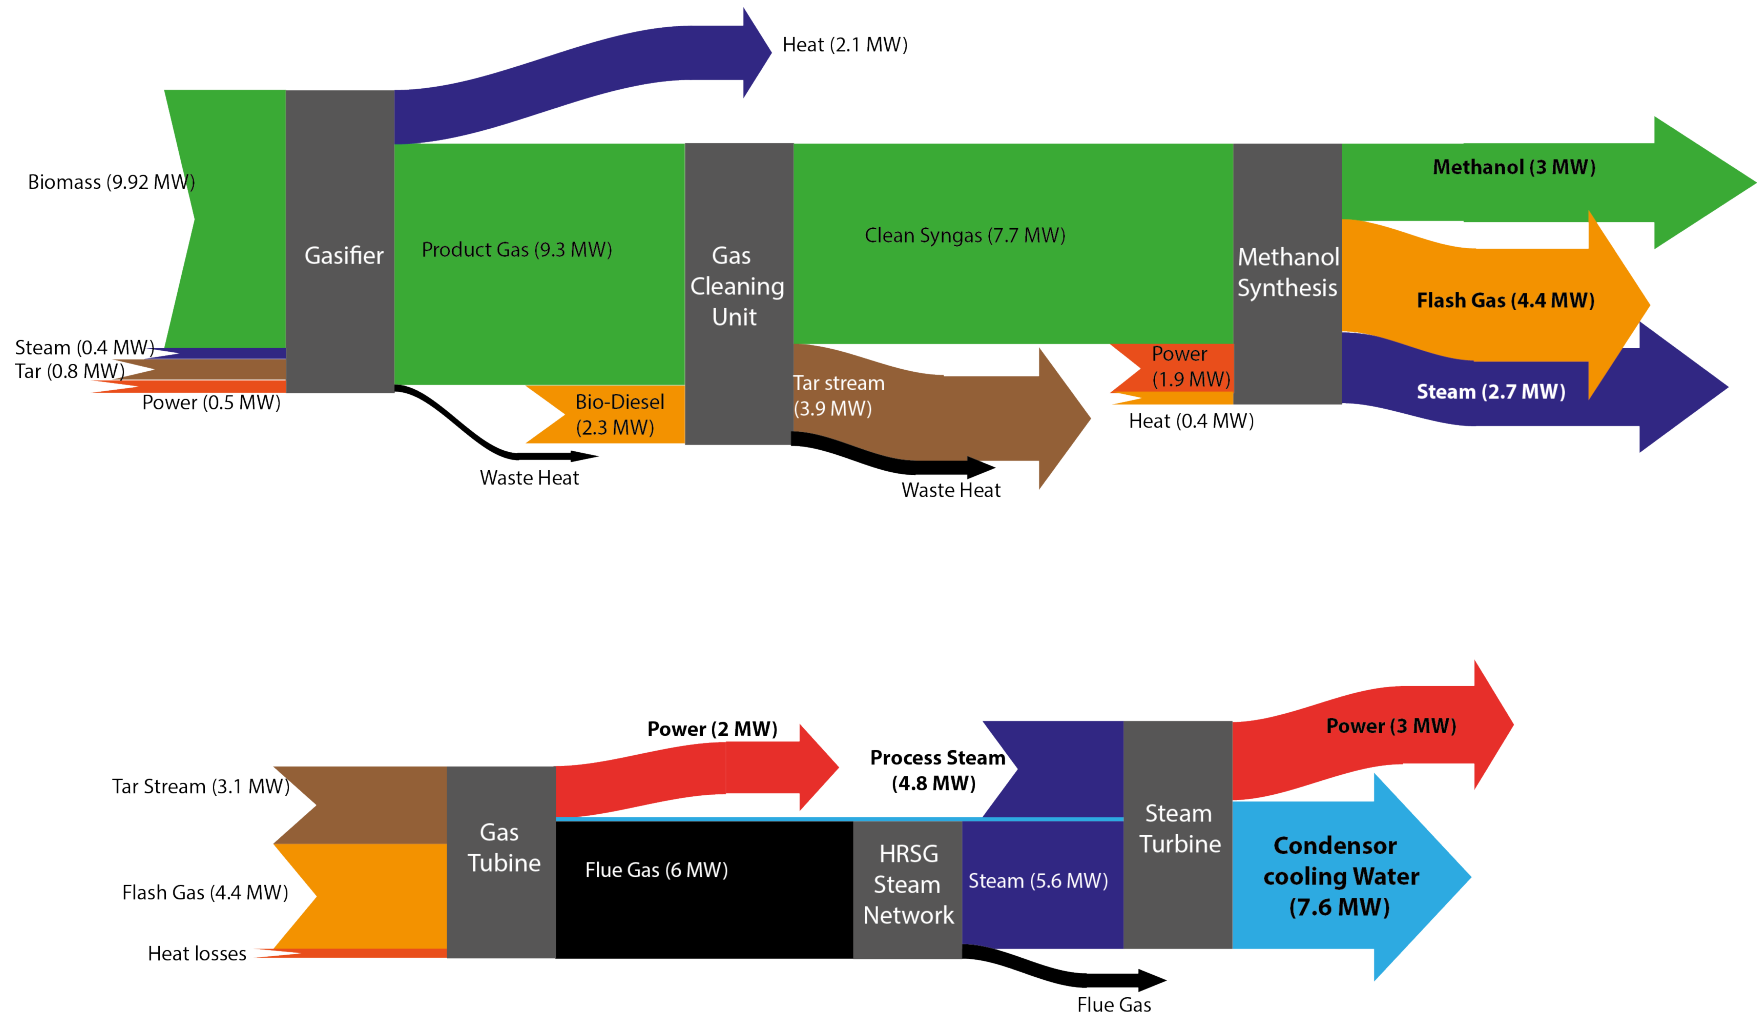 Heat (2.1 MW)
Biomass (9.92 MW)
Gasifier
Product Gas (9.3 MW)
Gas
Cleaning
Unit
Clean Syngas (7.7 MW)
Methanol
Synthesis
Methanol (3 MW)
Flash Gas (4.4 MW)
Steam (2.7 MW)
Steam (0.4 MW)
Tar (0.8 MW)
Power (0.5 MW)
Bio-Diesel
(2.3 MW)
Waste Heat
Tar stream
(3.9 MW)
Waste Heat
Power
(1.9 MW)
Heat (0.4 MW)
Tar Stream (3.1 MW)
Flash Gas (4.4 MW)
Heat losses
Gas
Tubine
Power (2 MW)
Flue Gas (6 MW)
HRSG
Steam
Network
Process Steam
(4.8 MW)
Steam (5.6 MW)
Flue Gas
Steam
Turbine
Power (3 MW)
Condensor
cooling Water
(7.6 MW)